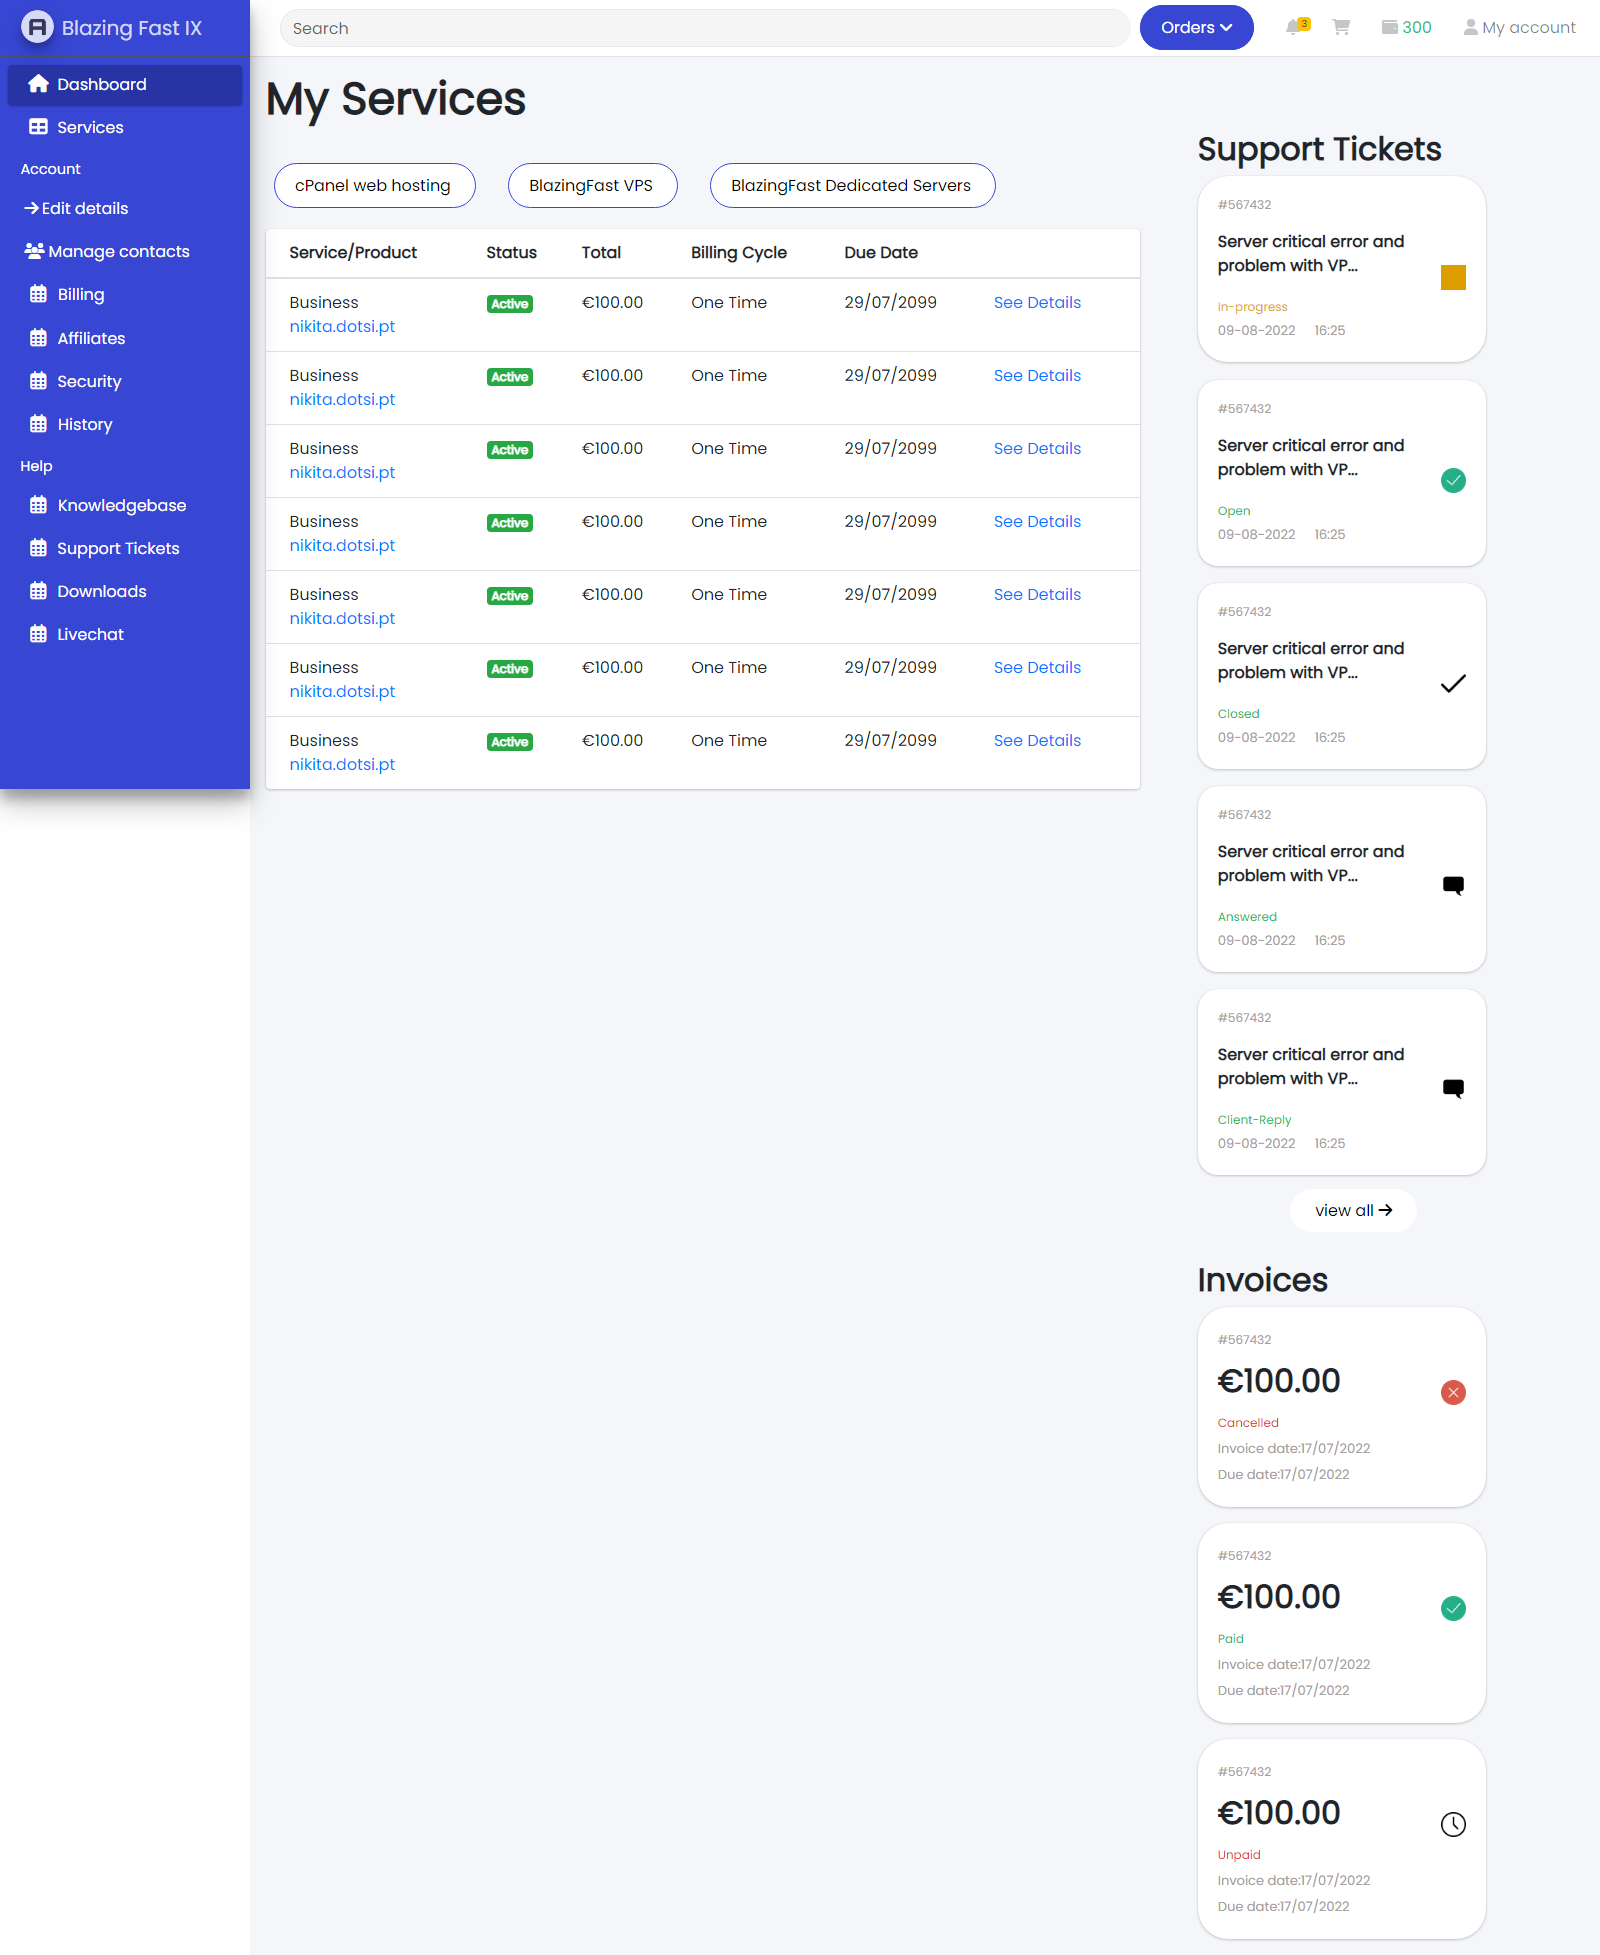 Blazing Fast IX
Search
Orders
3
300
My account
Dashboard
Services
Account
Edit details
Manage contacts
Billing
Affiliates
Security
History
Help
Knowledgebase
Support Tickets
Downloads
Livechat
My Services
cPanel web hosting
BlazingFast VPS
BlazingFast Dedicated Servers
Service/Product Status Total Billing Cycle Due Date
Business Active €100.00 One Time 29/07/2099 See Details
nikita.dotsi.pt
Business Active €100.00 One Time 29/07/2099 See Details
nikita.dotsi.pt
Business Active €100.00 One Time 29/07/2099 See Details
nikita.dotsi.pt
Business Active €100.00 One Time 29/07/2099 See Details
nikita.dotsi.pt
Business Active €100.00 One Time 29/07/2099 See Details
nikita.dotsi.pt
Business Active €100.00 One Time 29/07/2099 See Details
nikita.dotsi.pt
Business Active €100.00 One Time 29/07/2099 See Details
nikita.dotsi.pt
Support Tickets
#567432
Server critical error and
problem with VP...
In-progress
09-08-2022 16:25
#567432
Server critical error and
problem with VP...
Open
09-08-2022 16:25
#567432
Server critical error and
problem with VP...
Closed
09-08-2022 16:25
#567432
Server critical error and
problem with VP...
Answered
09-08-2022 16:25
#567432
Server critical error and
problem with VP...
Client-Reply
09-08-2022 16:25
view all
Invoices
#567432
€100.00
Cancelled
Invoice date:17/07/2022
Due date:17/07/2022
#567432
€100.00
Paid
Invoice date:17/07/2022
Due date:17/07/2022
#567432
€100.00
Unpaid
Invoice date:17/07/2022
Due date:17/07/2022